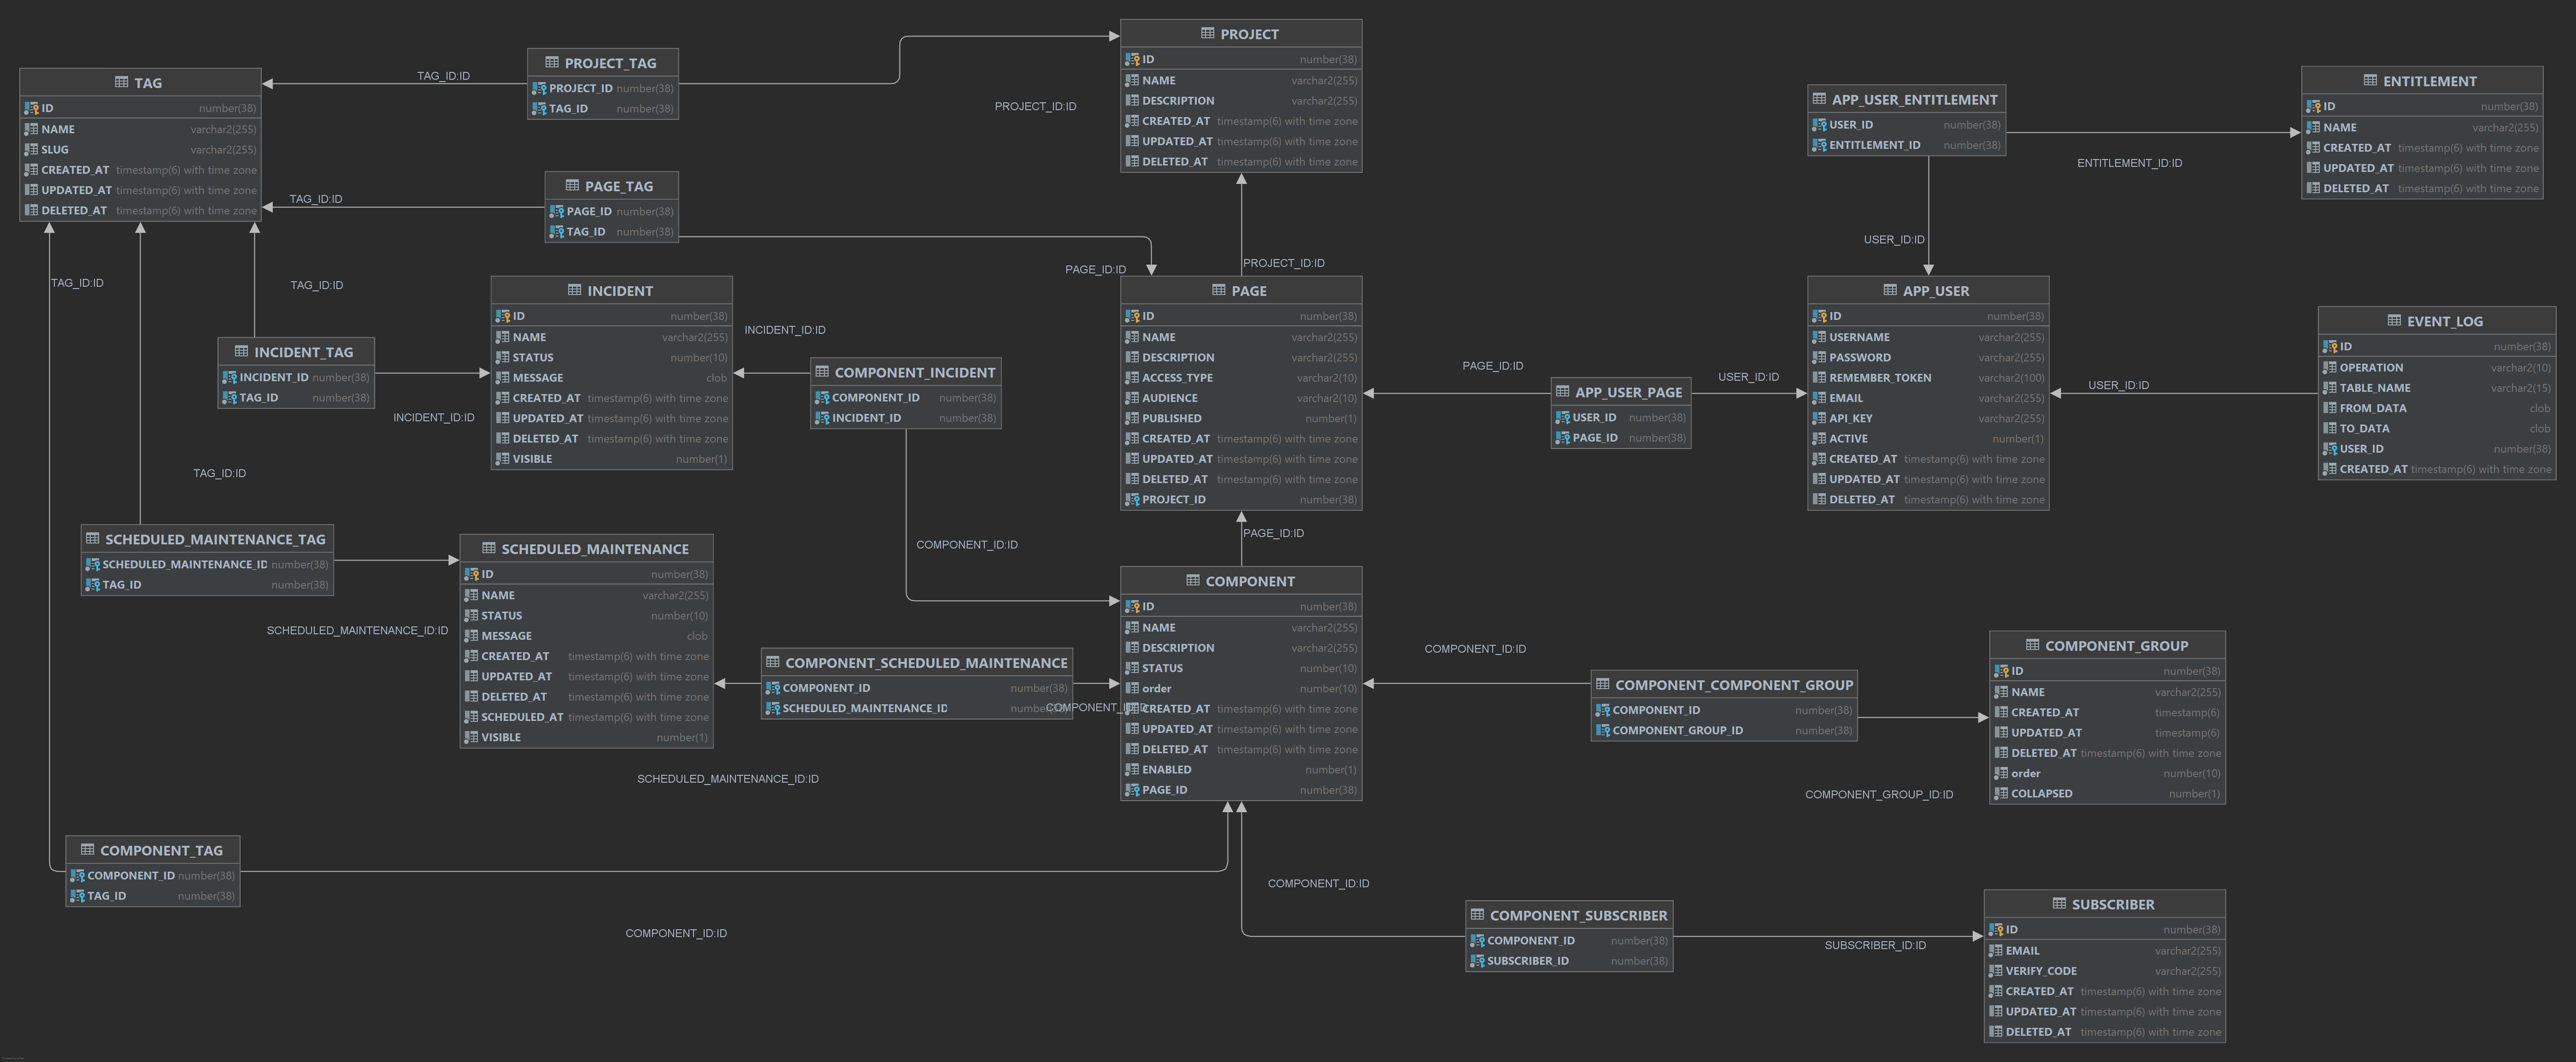 TAG
ID number(38)
NAME varchar2(255)
SLUG varchar2(255)
CREATED_AT timestamp(6) with time zone
UPDATED_AT timestamp(6) with time zone
DELETED_AT timestamp(6) with time zone
TAG_ID:ID
PROJECT_TAG
PROJECT_ID number(38)
TAG_ID number(38)
PROJECT_ID:ID
PROJECT
ID number(38)
NAME varchar2(255)
DESCRIPTION varchar2(255)
CREATED_AT timestamp(6) with time zone
UPDATED_AT timestamp(6) with time zone
DELETED_AT timestamp(6) with time zone
APP_USER_ENTITLEMENT
USER_ID number(38)
ENTITLEMENT_ID number(38)
ENTITLEMENT_ID:ID
ENTITLEMENT
ID number(38)
NAME varchar2(255)
CREATED_AT timestamp(6) with time zone
UPDATED_AT timestamp(6) with time zone
DELETED_AT timestamp(6) with time zone
TAG_ID:ID
PAGE_TAG
PAGE_ID number(38)
TAG_ID number(38)
PAGE_ID:ID
PROJECT_ID:ID
USER_ID:ID
TAG_ID:ID
TAG_ID:ID
INCIDENT_TAG
INCIDENT_ID number(38)
TAG_ID number(38)
INCIDENT_ID:ID
INCIDENT
ID number(38)
NAME varchar2(255)
STATUS number(10)
MESSAGE clob
CREATED_AT timestamp(6) with time zone
UPDATED_AT timestamp(6) with time zone
DELETED_AT timestamp(6) with time zone
VISIBLE number(1)
INCIDENT_ID:ID
COMPONENT_INCIDENT
COMPONENT_ID number(38)
INCIDENT_ID number(38)
COMPONENT_ID:ID
PAGE
ID number(38)
NAME varchar2(255)
DESCRIPTION varchar2(255)
ACCESS_TYPE varchar2(10)
AUDIENCE varchar2(10)
PUBLISHED number(1)
CREATED_AT timestamp(6) with time zone
UPDATED_AT timestamp(6) with time zone
DELETED_AT timestamp(6) with time zone
PROJECT_ID number(38)
PAGE_ID:ID
PAGE_ID:ID
APP_USER_PAGE
USER_ID number(38)
PAGE_ID number(38)
USER_ID:ID
APP_USER
ID number(38)
USERNAME varchar2(255)
PASSWORD varchar2(255)
REMEMBER_TOKEN varchar2(100)
EMAIL varchar2(255)
API_KEY varchar2(255)
ACTIVE number(1)
CREATED_AT timestamp(6) with time zone
UPDATED_AT timestamp(6) with time zone
DELETED_AT timestamp(6) with time zone
USER_ID:ID
EVENT_LOG
ID number(38)
OPERATION varchar2(10)
TABLE_NAME varchar2(15)
FROM_DATA clob
TO_DATA clob
USER_ID number(38)
CREATED_AT timestamp(6) with time zone
TAG_ID:ID
SCHEDULED_MAINTENANCE_TAG
SCHEDULED_MAINTENANCE_ID number(38)
TAG_ID number(38)
SCHEDULED_MAINTENANCE_ID:ID
SCHEDULED_MAINTENANCE
ID number(38)
NAME varchar2(255)
STATUS number(10)
MESSAGE clob
CREATED_AT timestamp(6) with time zone
UPDATED_AT timestamp(6) with time zone
DELETED_AT timestamp(6) with time zone
SCHEDULED_AT timestamp(6) with time zone
VISIBLE number(1)
SCHEDULED_MAINTENANCE_ID:ID
COMPONENT_SCHEDULED_MAINTENANCE
COMPONENT_ID number(38)
SCHEDULED_MAINTENANCE_ID
COMPONENT
ID number(38)
NAME varchar2(255)
DESCRIPTION varchar2(255)
STATUS number(10)
order number(10)
CREATED_AT timestamp(6) with time zone
UPDATED_AT timestamp(6) with time zone
DELETED_AT timestamp(6) with time zone
ENABLED number(1)
PAGE_ID number(38)
COMPONENT_ID:ID
COMPONENT_COMPONENT_GROUP
COMPONENT_ID number(38)
COMPONENT_GROUP_ID number(38)
COMPONENT_GROUP_ID:ID
COMPONENT_GROUP
ID number(38)
NAME varchar2(255)
CREATED_AT timestamp(6)
UPDATED_AT timestamp(6)
DELETED_AT timestamp(6) with time zone
order number(10)
COLLAPSED number(1)
COMPONENT_TAG
COMPONENT_ID number(38)
TAG_ID number(38)
COMPONENT_ID:ID
COMPONENT_ID:ID
COMPONENT_SUBSCRIBER
COMPONENT_ID number(38)
SUBSCRIBER_ID number(38)
SUBSCRIBER_ID:ID
SUBSCRIBER
ID number(38)
EMAIL varchar2(255)
VERIFY_CODE varchar2(255)
CREATED_AT timestamp(6) with time zone
UPDATED_AT timestamp(6) with time zone
DELETED_AT timestamp(6) with time zone